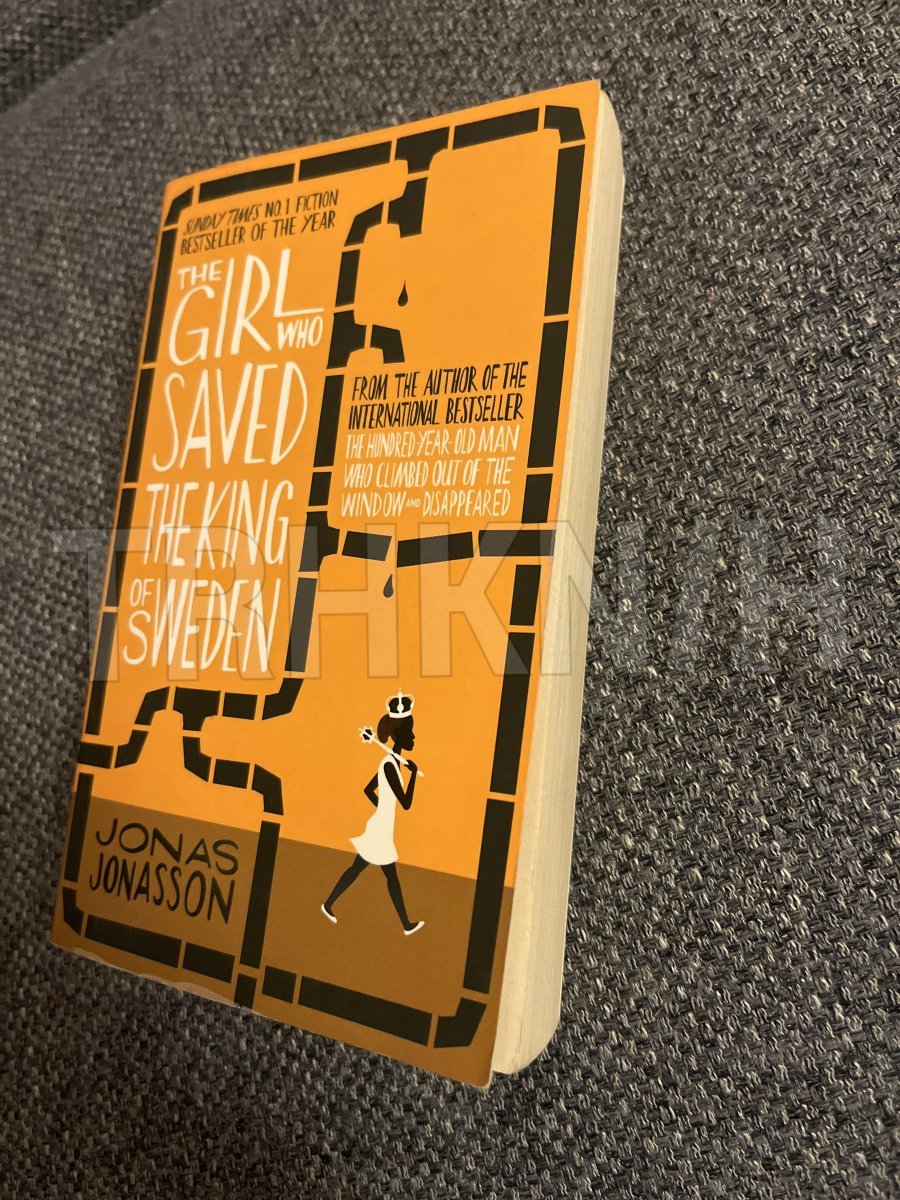 SUNDAY TIMES NO.1 FICTION
BESTSELLER OF THE YEAR
THE
GIRL
WHO
SAVED
THE KING
OF
SWEDEN
FROM THE AUTHOR OF THE
INTERNATIONAL BESTSELLER
THE HUNDRED-YEAR-OLD MAN
WHO CLIMBED OUT OF THE
WINDOW AND DISAPPEARED
JONAS
JONASSON